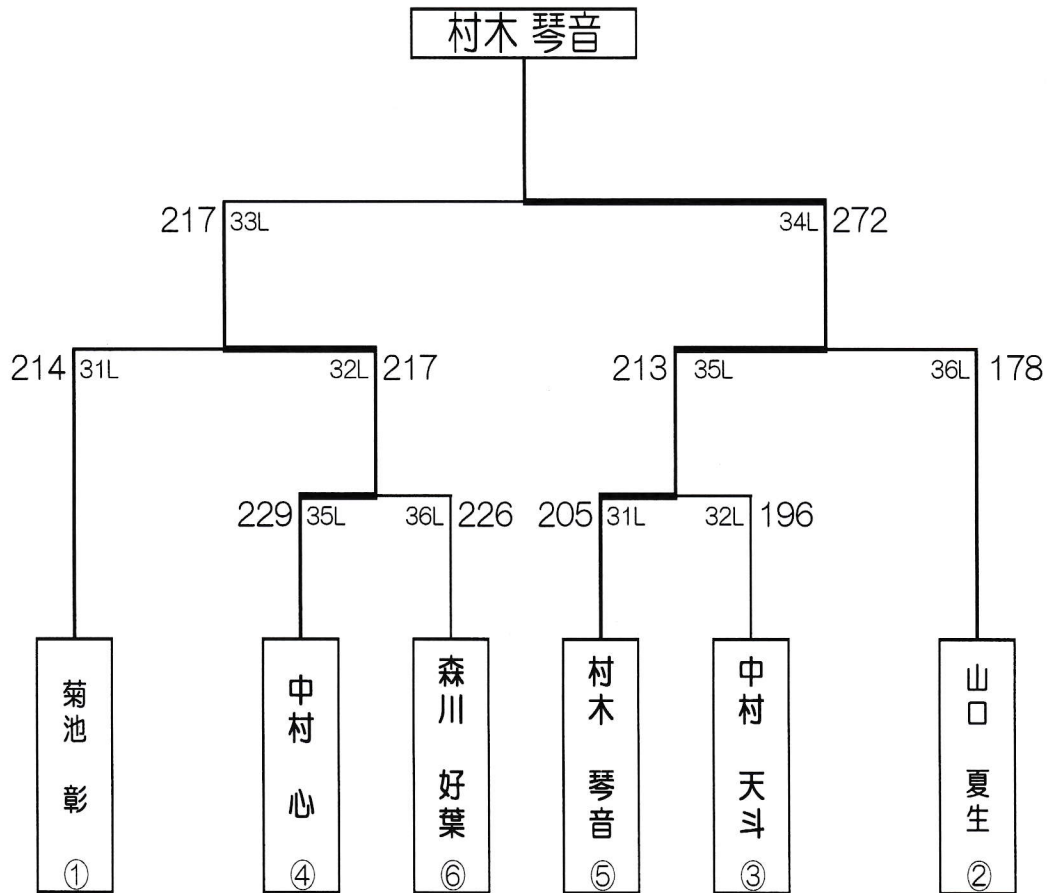 村木 琴音
217 33L 34L 272
214 31L 32L 217 213 35L 36L 178
229 35L 36L 226 205 31L 32L 196
菊池 彰 ①
中村 心 ④
森川 好葉 ⑥
村木 琴音 ⑤
中村 天斗 ③
山口 夏生 ②